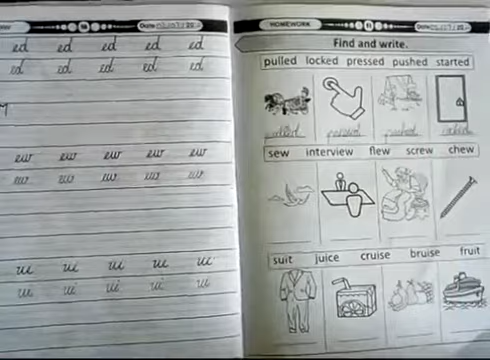 ed ed ed ed ed
ed ed ed ed ed
ew ew ew ew ew
ew ew ew ew ew
ui ui ui ui ui
ui ui ui ui ui
HOMEWORK
Find and write.
pulled locked pressed pushed started
pulled pressed pushed locked
sew interview flew screw chew
suit juice cruise bruise fruit